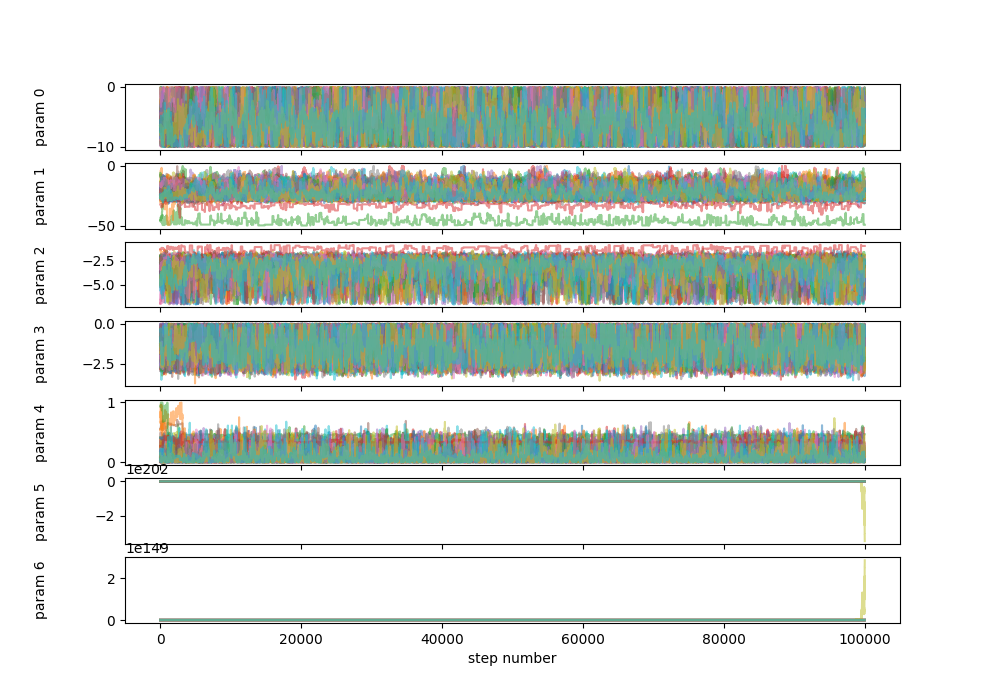 param 0
0
−10
param 1
0
−50
param 2
−2.5
−5.0
param 3
0.0
−2.5
param 4
1
0
1e202
param 5
0
−2
1e149
param 6
2
0
0 20000 40000 60000 80000 100000
step number